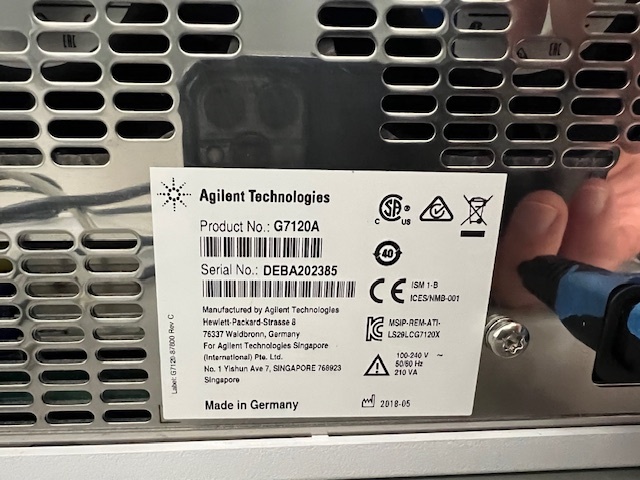 Agilent Technologies
Product No.: G7120A
Serial No.: DEBA202385
Manufactured by Agilent Technologies
Hewlett-Packard-Strasse 8
76337 Waldbronn, Germany
For Agilent Technologies Singapore
(International) Pte. Ltd.
No. 1 Yishun Ave 7, SINGAPORE 768923
Singapore
Made in Germany
Label: G7120-87800 Rev C
C SA ® US
40
CE
ISM 1-B
ICES/NMB-001
MSIP-REM-ATI-
LS29LCG7120X
100-240 V ~
50/60 Hz
210 VA
2018-05